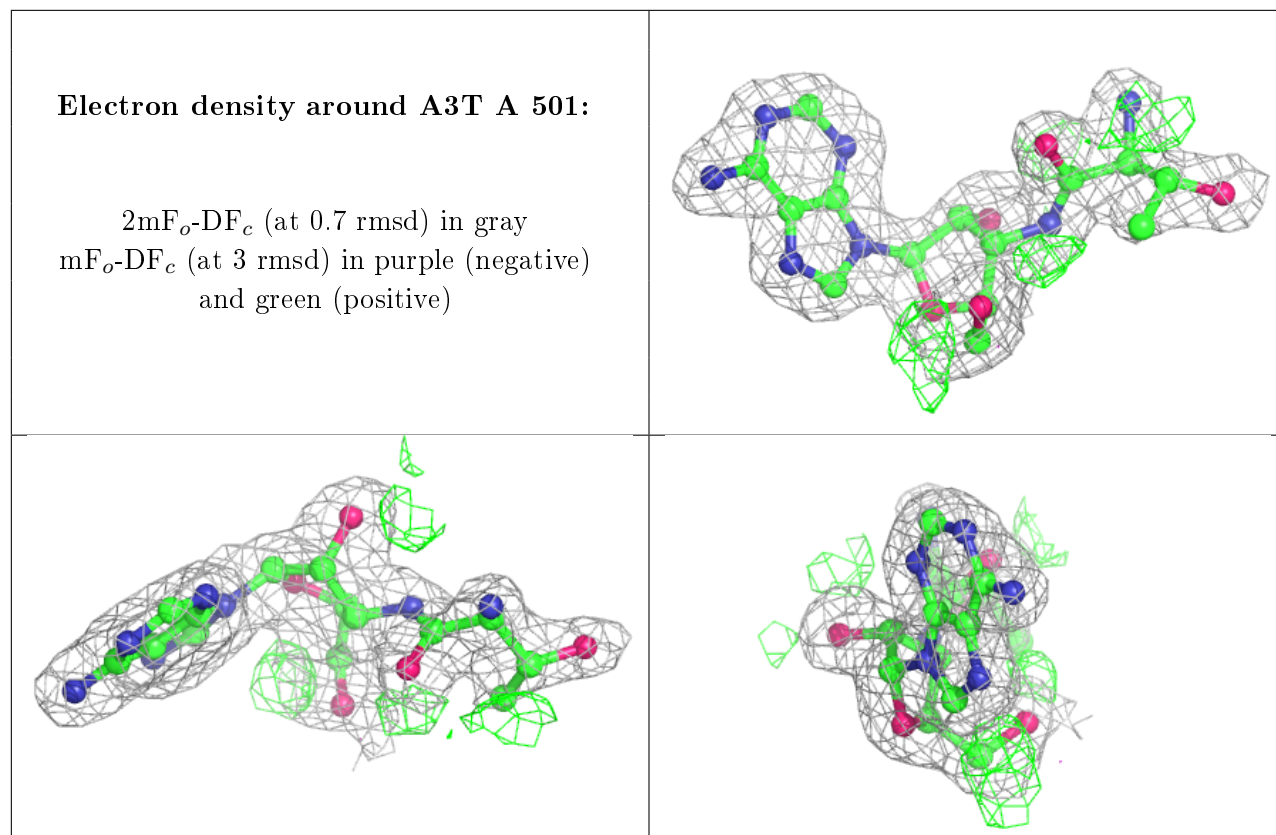 Electron density around A3T A 501:
2mFo-DFc (at 0.7 rmsd) in gray
mFo-DFc (at 3 rmsd) in purple (negative)
and green (positive)